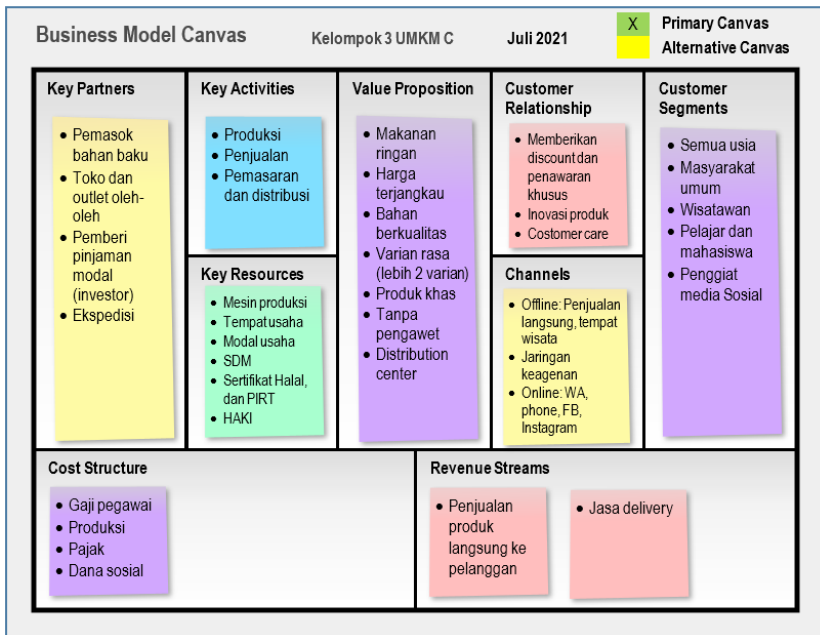 Business Model Canvas
Kelompok 3 UMKM C
Juli 2021
X
Primary Canvas
Alternative Canvas
Key Partners
• Pemasok
bahan baku
• Toko dan
outlet oleh-
oleh
• Pemberi
pinjaman
modal
(investor)
• Ekspedisi
Key Activities
• Produksi
• Penjualan
• Pemasaran
dan distribusi
Key Resources
• Mesin produksi
• Tempat usaha
• Modal usaha
• SDM
• Sertifikat Halal,
dan PIRT
• HAKI
Value Proposition
• Makanan
ringan
• Harga
terjangkau
• Bahan
berkualitas
• Varian rasa
(lebih 2 varian)
• Produk khas
• Tanpa
pengawet
• Distribution
center
Customer
Relationship
• Memberikan
discount dan
penawaran
khusus
• Inovasi produk
• Costomer care
Channels
• Offline: Penjualan
langsung, tempat
wisata
• Jaringan
keagenan
• Online: WA,
phone, FB,
Instagram
Customer
Segments
• Semua usia
• Masyarakat
umum
• Wisatawan
• Pelajar dan
mahasiswa
• Penggiat
media Sosial
Cost Structure
• Gaji pegawai
• Produksi
• Pajak
• Dana sosial
Revenue Streams
• Penjualan
produk
langsung ke
pelanggan
• Jasa delivery